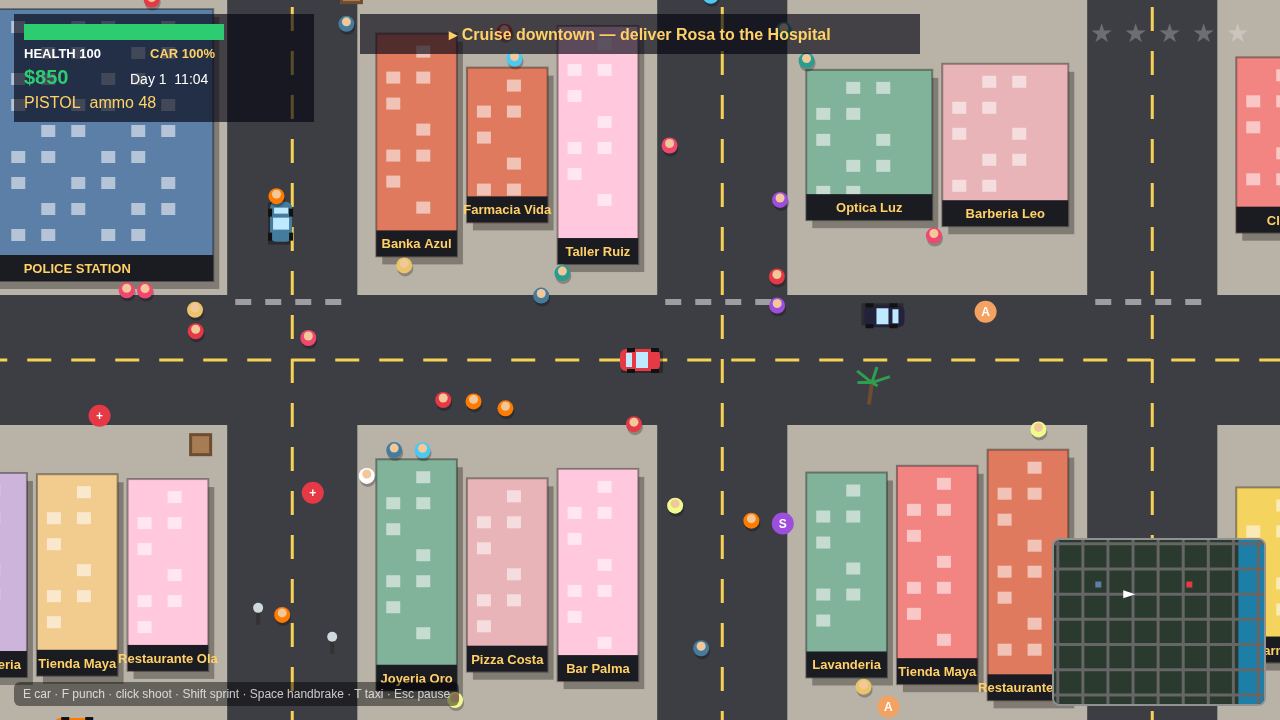 ▸ Cruise downtown — deliver Rosa to the Hospital
HEALTH 100 CAR 100%
$850 Day 1 11:04
PISTOL ammo 48
Farmacia Vida
Optica Luz
Barberia Leo
Banka Azul
Taller Ruiz
POLICE STATION
A
+
+
S
Joyeria Oro
Pizza Costa
Bar Palma
Tienda Maya
Restaurante Ola
Lavanderia
Tienda Maya
Restaurante
A
E car · F punch · click shoot · Shift sprint · Space handbrake · T taxi · Esc pause